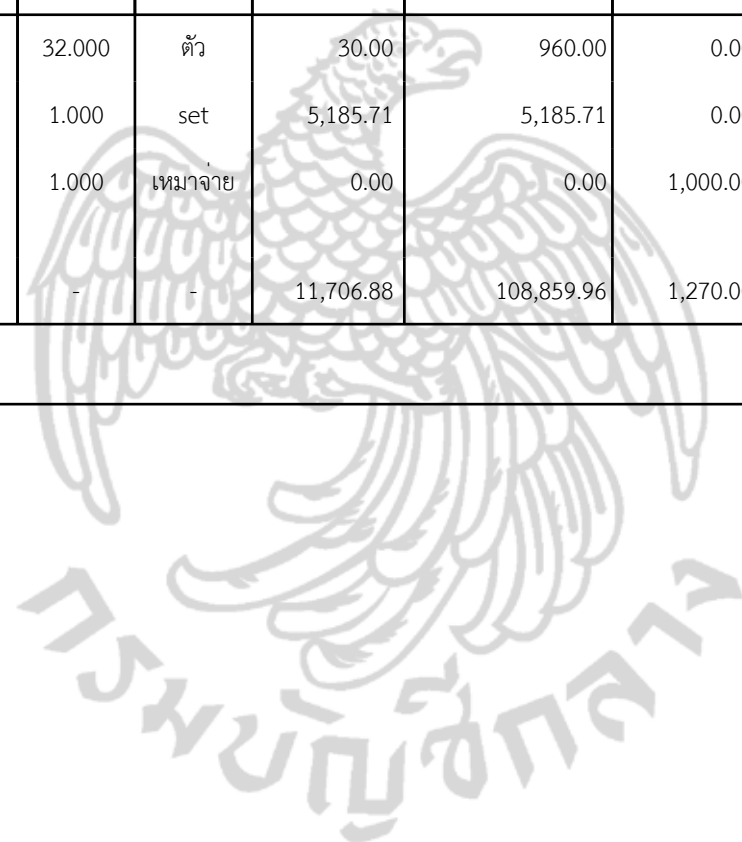 32.000 ตัว 30.00 960.00 0.0
1.000 set 5,185.71 5,185.71 0.0
1.000 เหมาจ่าย 0.00 0.00 1,000.0
- - 11,706.88 108,859.96 1,270.0
กรมบัญชีกลาง